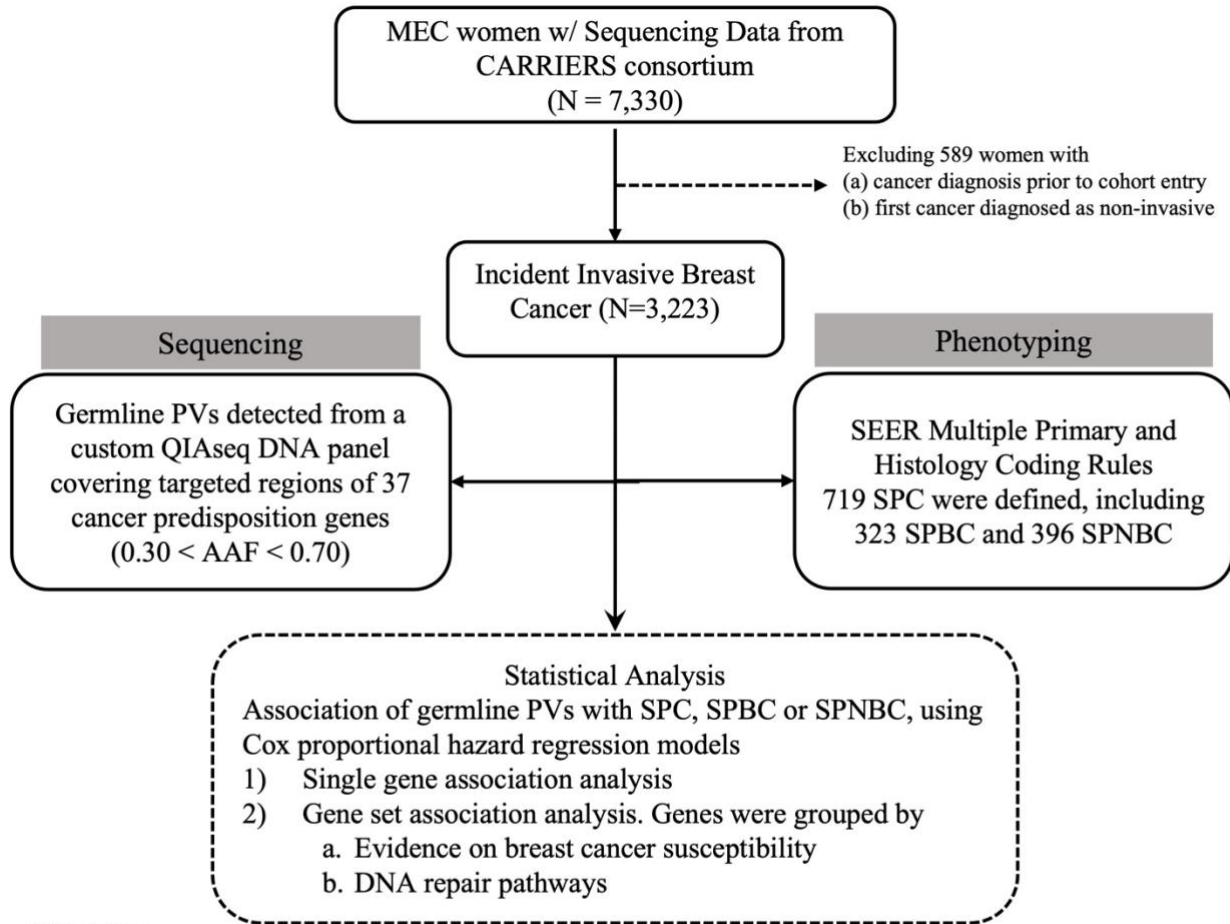 MEC women w/ Sequencing Data from
CARRIERS consortium
(N = 7,330)
Excluding 589 women with
(a) cancer diagnosis prior to cohort entry
(b) first cancer diagnosed as non-invasive
Incident Invasive Breast
Cancer (N=3,223)
Sequencing
Germline PVs detected from a
custom QIAseq DNA panel
covering targeted regions of 37
cancer predisposition genes
(0.30 < AAF < 0.70)
Phenotyping
SEER Multiple Primary and
Histology Coding Rules
719 SPC were defined, including
323 SPBC and 396 SPNBC
Statistical Analysis
Association of germline PVs with SPC, SPBC or SPNBC, using
Cox proportional hazard regression models
1) Single gene association analysis
2) Gene set association analysis. Genes were grouped by
a. Evidence on breast cancer susceptibility
b. DNA repair pathways